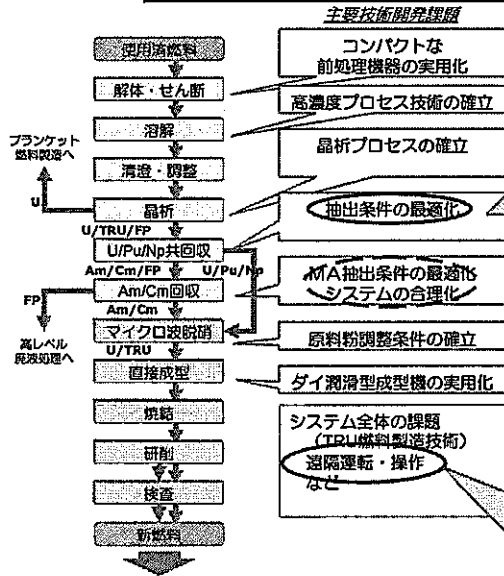 主要技術開発課題
使用済燃料
解体・せん断
溶解
清澄・調整
晶析
U/TRU/FP
U/Pu/Np共回収
Am/Cm/FP
U/Pu/Np
Am/Cm回収
Am/Cm
マイクロ波脱硝
U/TRU
直接成型
焼結
研削
検査
新燃料
ブランケット
燃料製造へ
U
FP
高レベル
廃液処理へ
コンパクトな
前処理機器の実用化
高濃度プロセス技術の確立
晶析プロセスの確立
抽出条件の最適化
MA抽出条件の最適化
システムの合理化
原料粉調整条件の確立
ダイ潤滑型成型機の実用化
システム全体の課題
(TRU燃料製造技術)
遠隔運転・操作
など